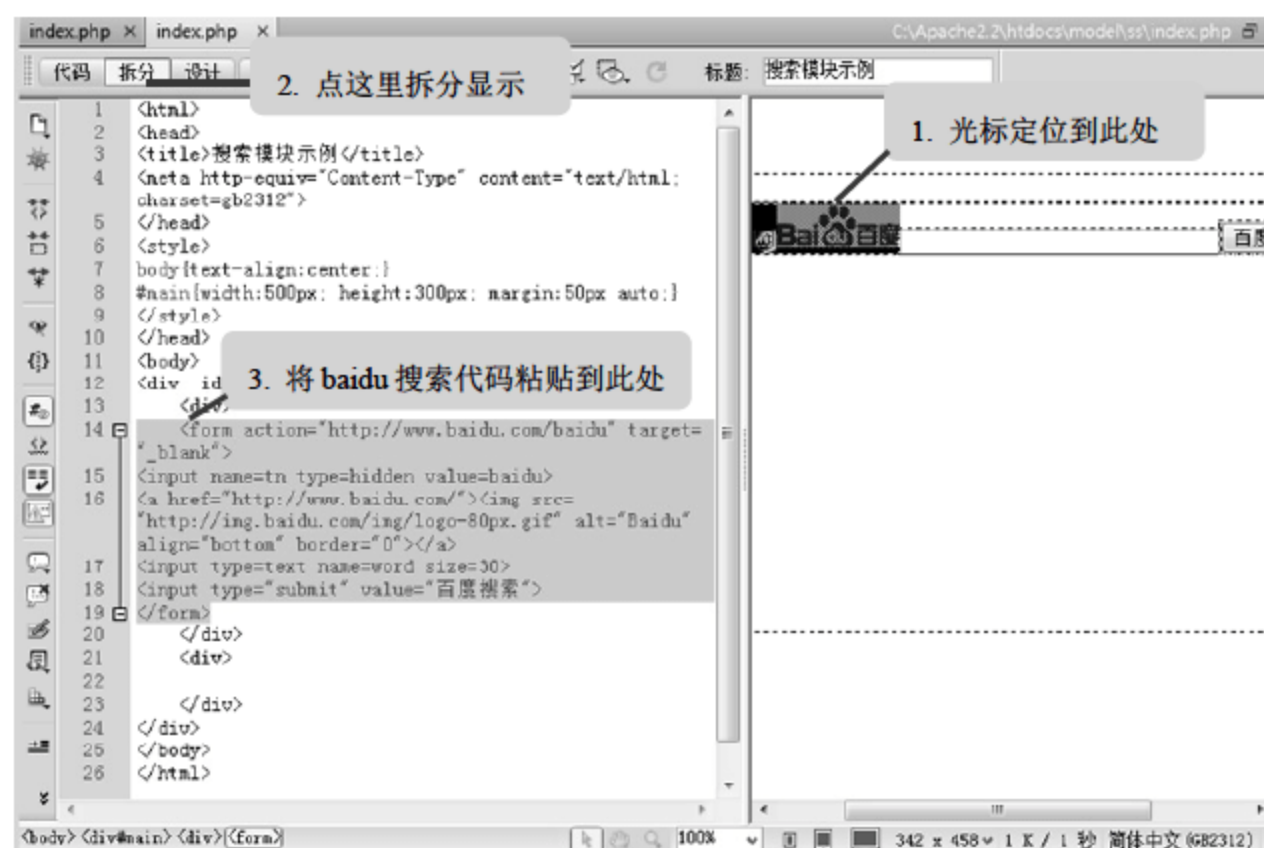 index.php × index.php ×
C:\Apache2.2\htdocs\model\ss\index.php
代码 拆分 设计
标题: 搜索模块示例
2. 点这里拆分显示
1. 光标定位到此处
1 <html>
2 <head>
3 <title>搜索模块示例</title>
4 <meta http-equiv="Content-Type" content="text/html;
charset=gb2312">
5 </head>
6 <style>
7 body{text-align:center;}
8 #main{width:500px; height:300px; margin:50px auto;}
9 </style>
10 </head>
11 <body>
12 <div id
3. 将 baidu 搜索代码粘贴到此处
13 <div>
14 <form action="http://www.baidu.com/baidu" target=
"_blank">
15 <input name=tn type=hidden value=baidu>
16 <a href="http://www.baidu.com/"><img src=
"http://img.baidu.com/img/logo-80px.gif" alt="Baidu"
align="bottom" border="0"></a>
17 <input type=text name=word size=30>
18 <input type="submit" value="百度搜索">
19 </form>
20 </div>
21 <div>
22
23 </div>
24 </div>
25 </body>
26 </html>
Bai 百度
百度
<body> <div#main> <div> <form>
100%
342 x 458 1 K / 1 秒 简体中文(GB2312)